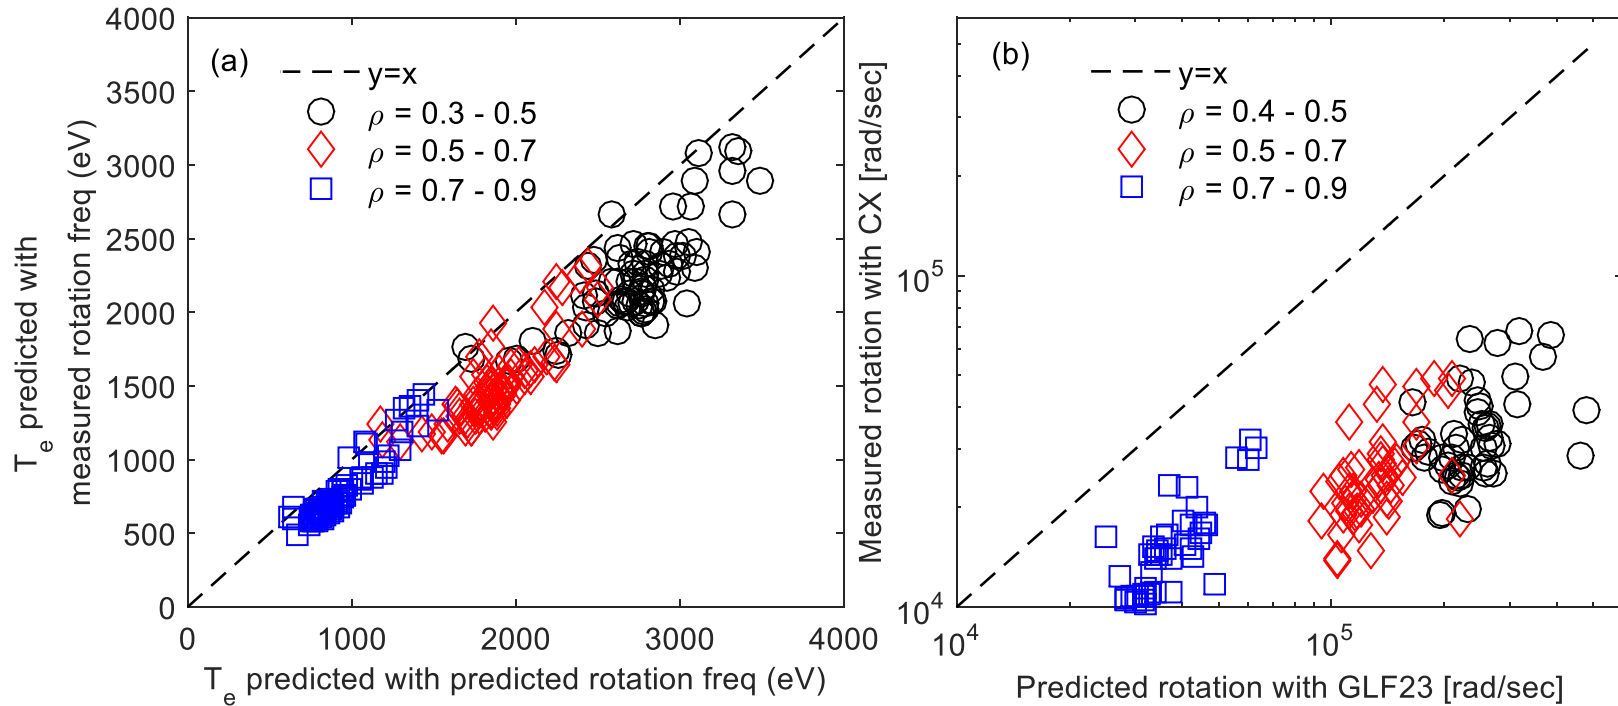 (a)
y=x
ρ = 0.3 - 0.5
ρ = 0.5 - 0.7
ρ = 0.7 - 0.9
4000
3500
3000
2500
2000
1500
1000
500
0
0
1000
2000
3000
4000
T_e predicted with
measured rotation freq (eV)
T_e predicted with predicted rotation freq (eV)
(b)
y=x
ρ = 0.4 - 0.5
ρ = 0.5 - 0.7
ρ = 0.7 - 0.9
10^5
10^4
10^4
10^5
Measured rotation with CX [rad/sec]
Predicted rotation with GLF23 [rad/sec]